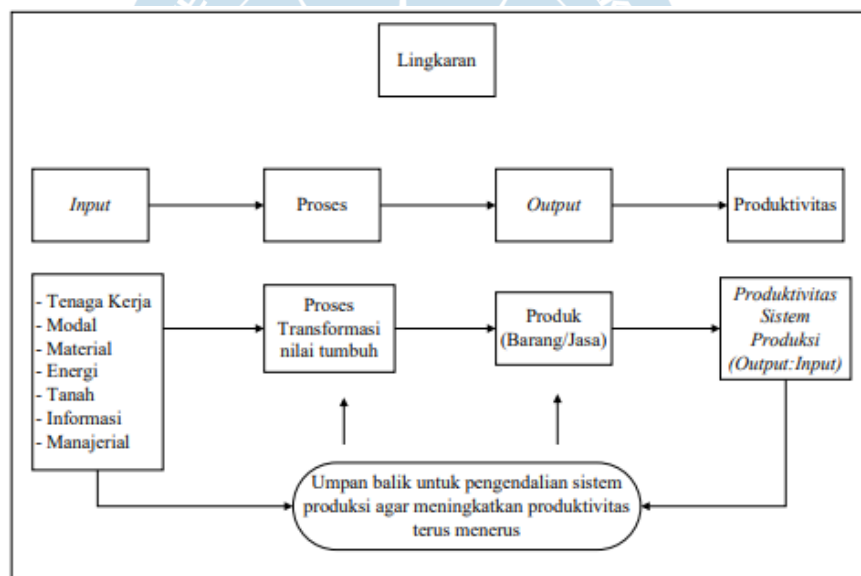 Lingkaran
Input
Proses
Output
Produktivitas
- Tenaga Kerja
- Modal
- Material
- Energi
- Tanah
- Informasi
- Manajerial
Proses
Transformasi
nilai tumbuh
Produk
(Barang/Jasa)
Produktivitas
Sistem
Produksi
(Output:Input)
Umpan balik untuk pengendalian sistem
produksi agar meningkatkan produktivitas
terus menerus